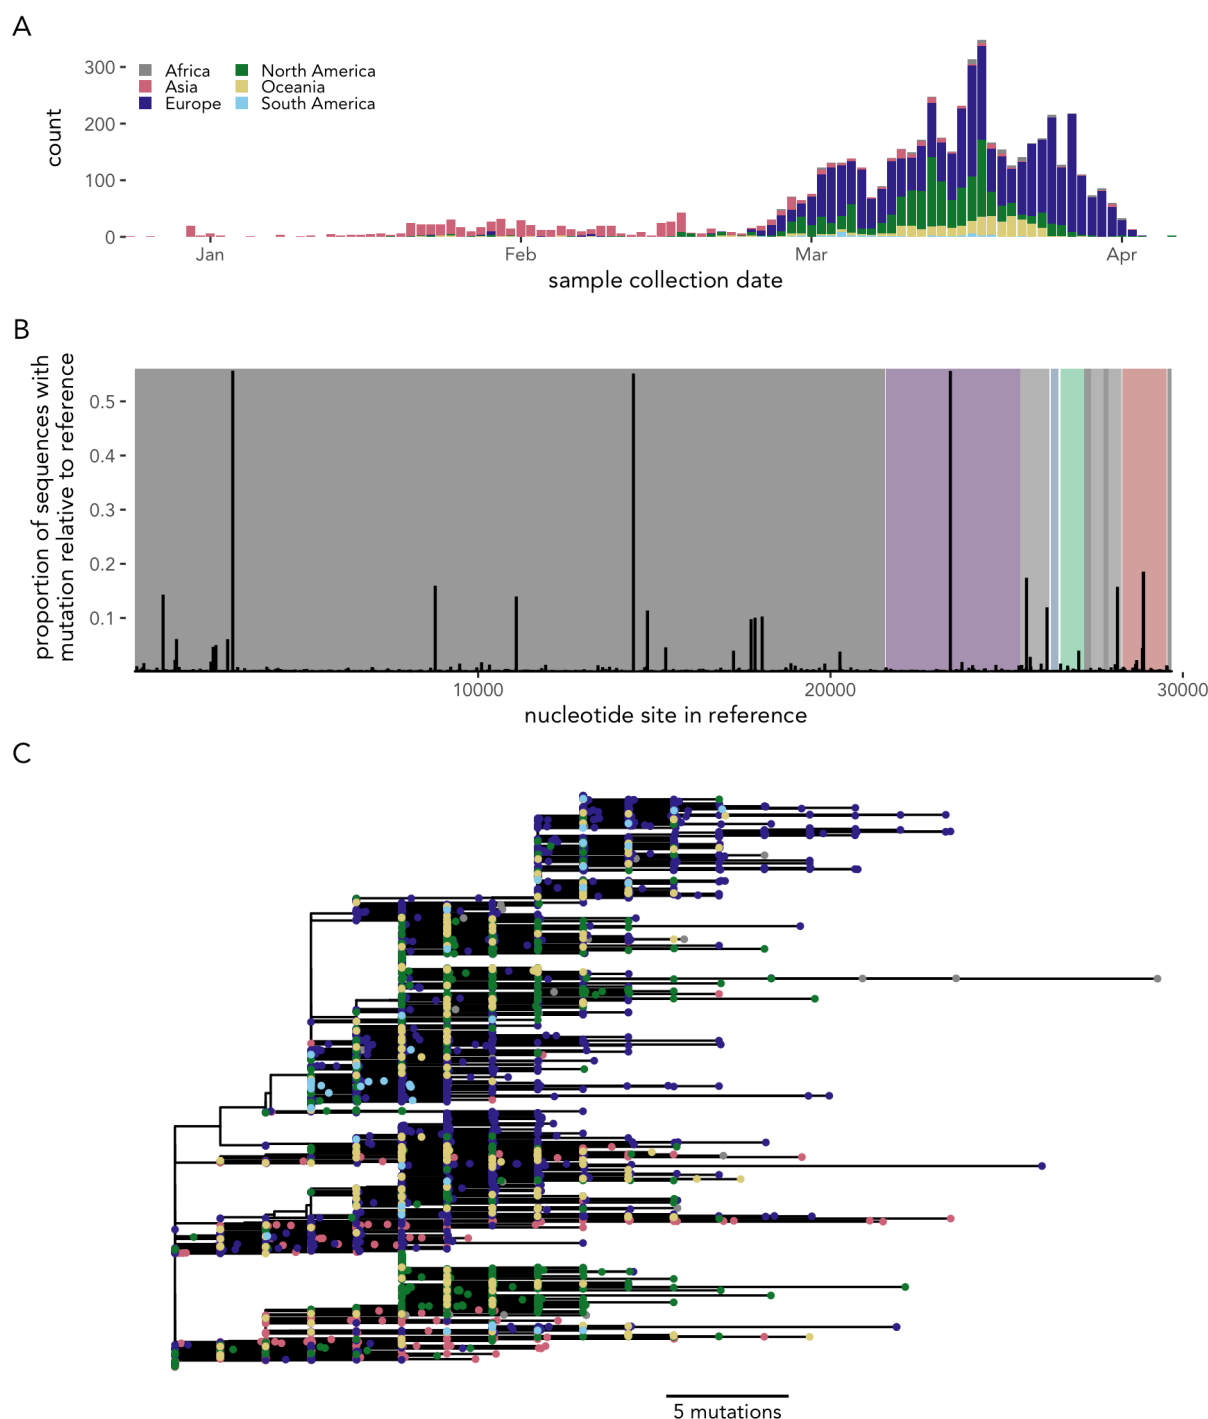 A
300
200
100
0
count
Africa
Asia
Europe
North America
Oceania
South America
Jan
Feb
Mar
Apr
sample collection date
B
proportion of sequences with
mutation relative to reference
0.5
0.4
0.3
0.2
0.1
10000
20000
30000
nucleotide site in reference
C
5 mutations